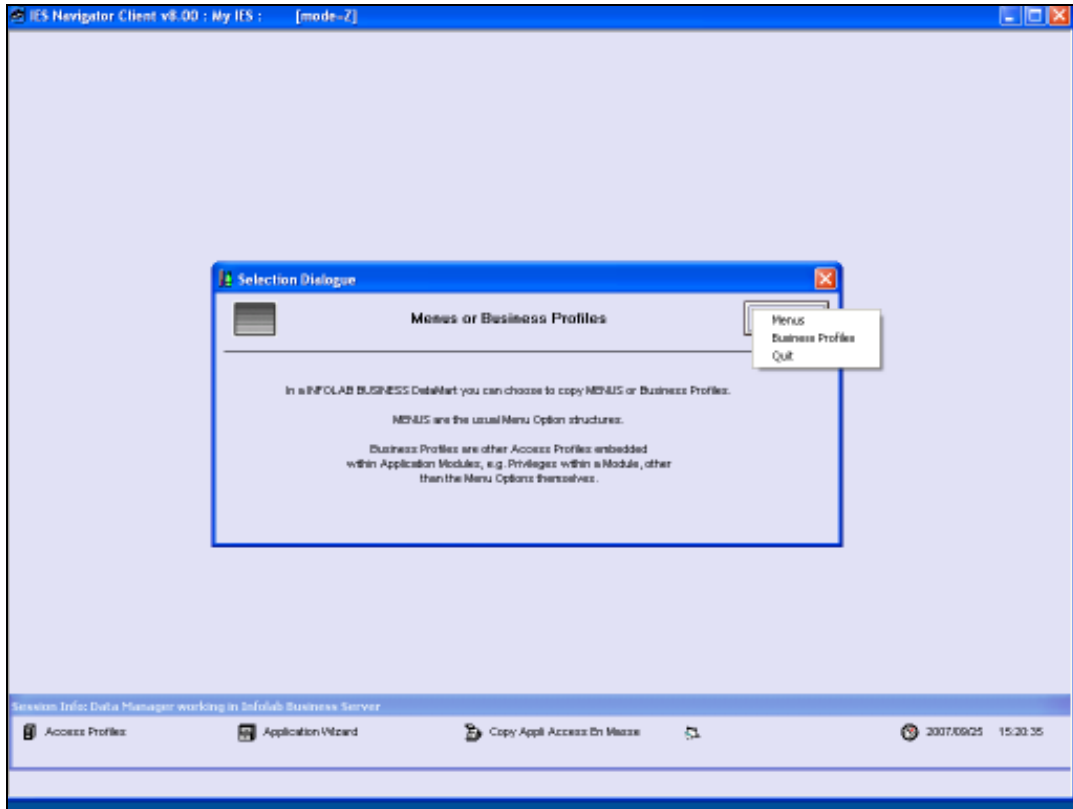 IES Navigator Client v8.00 : My IES : [mode-Z]
Selection Dialogue
Menus or Business Profiles
Menus
Business Profiles
Quit
In a INFOLAB BUSINESS DataMart you can choose to copy MENUS or Business Profiles.
MENUS are the usual Menu Option structures.
Business Profiles are other Access Profiles embedded
within Application Modules, e.g. Privileges within a Module, other
than the Menu Options themselves.
Session Info: Data Manager working in Infolab Business Server
Access Profiles
Application Wizard
Copy Appli Access En Masse
2007/09/25 15:20:35